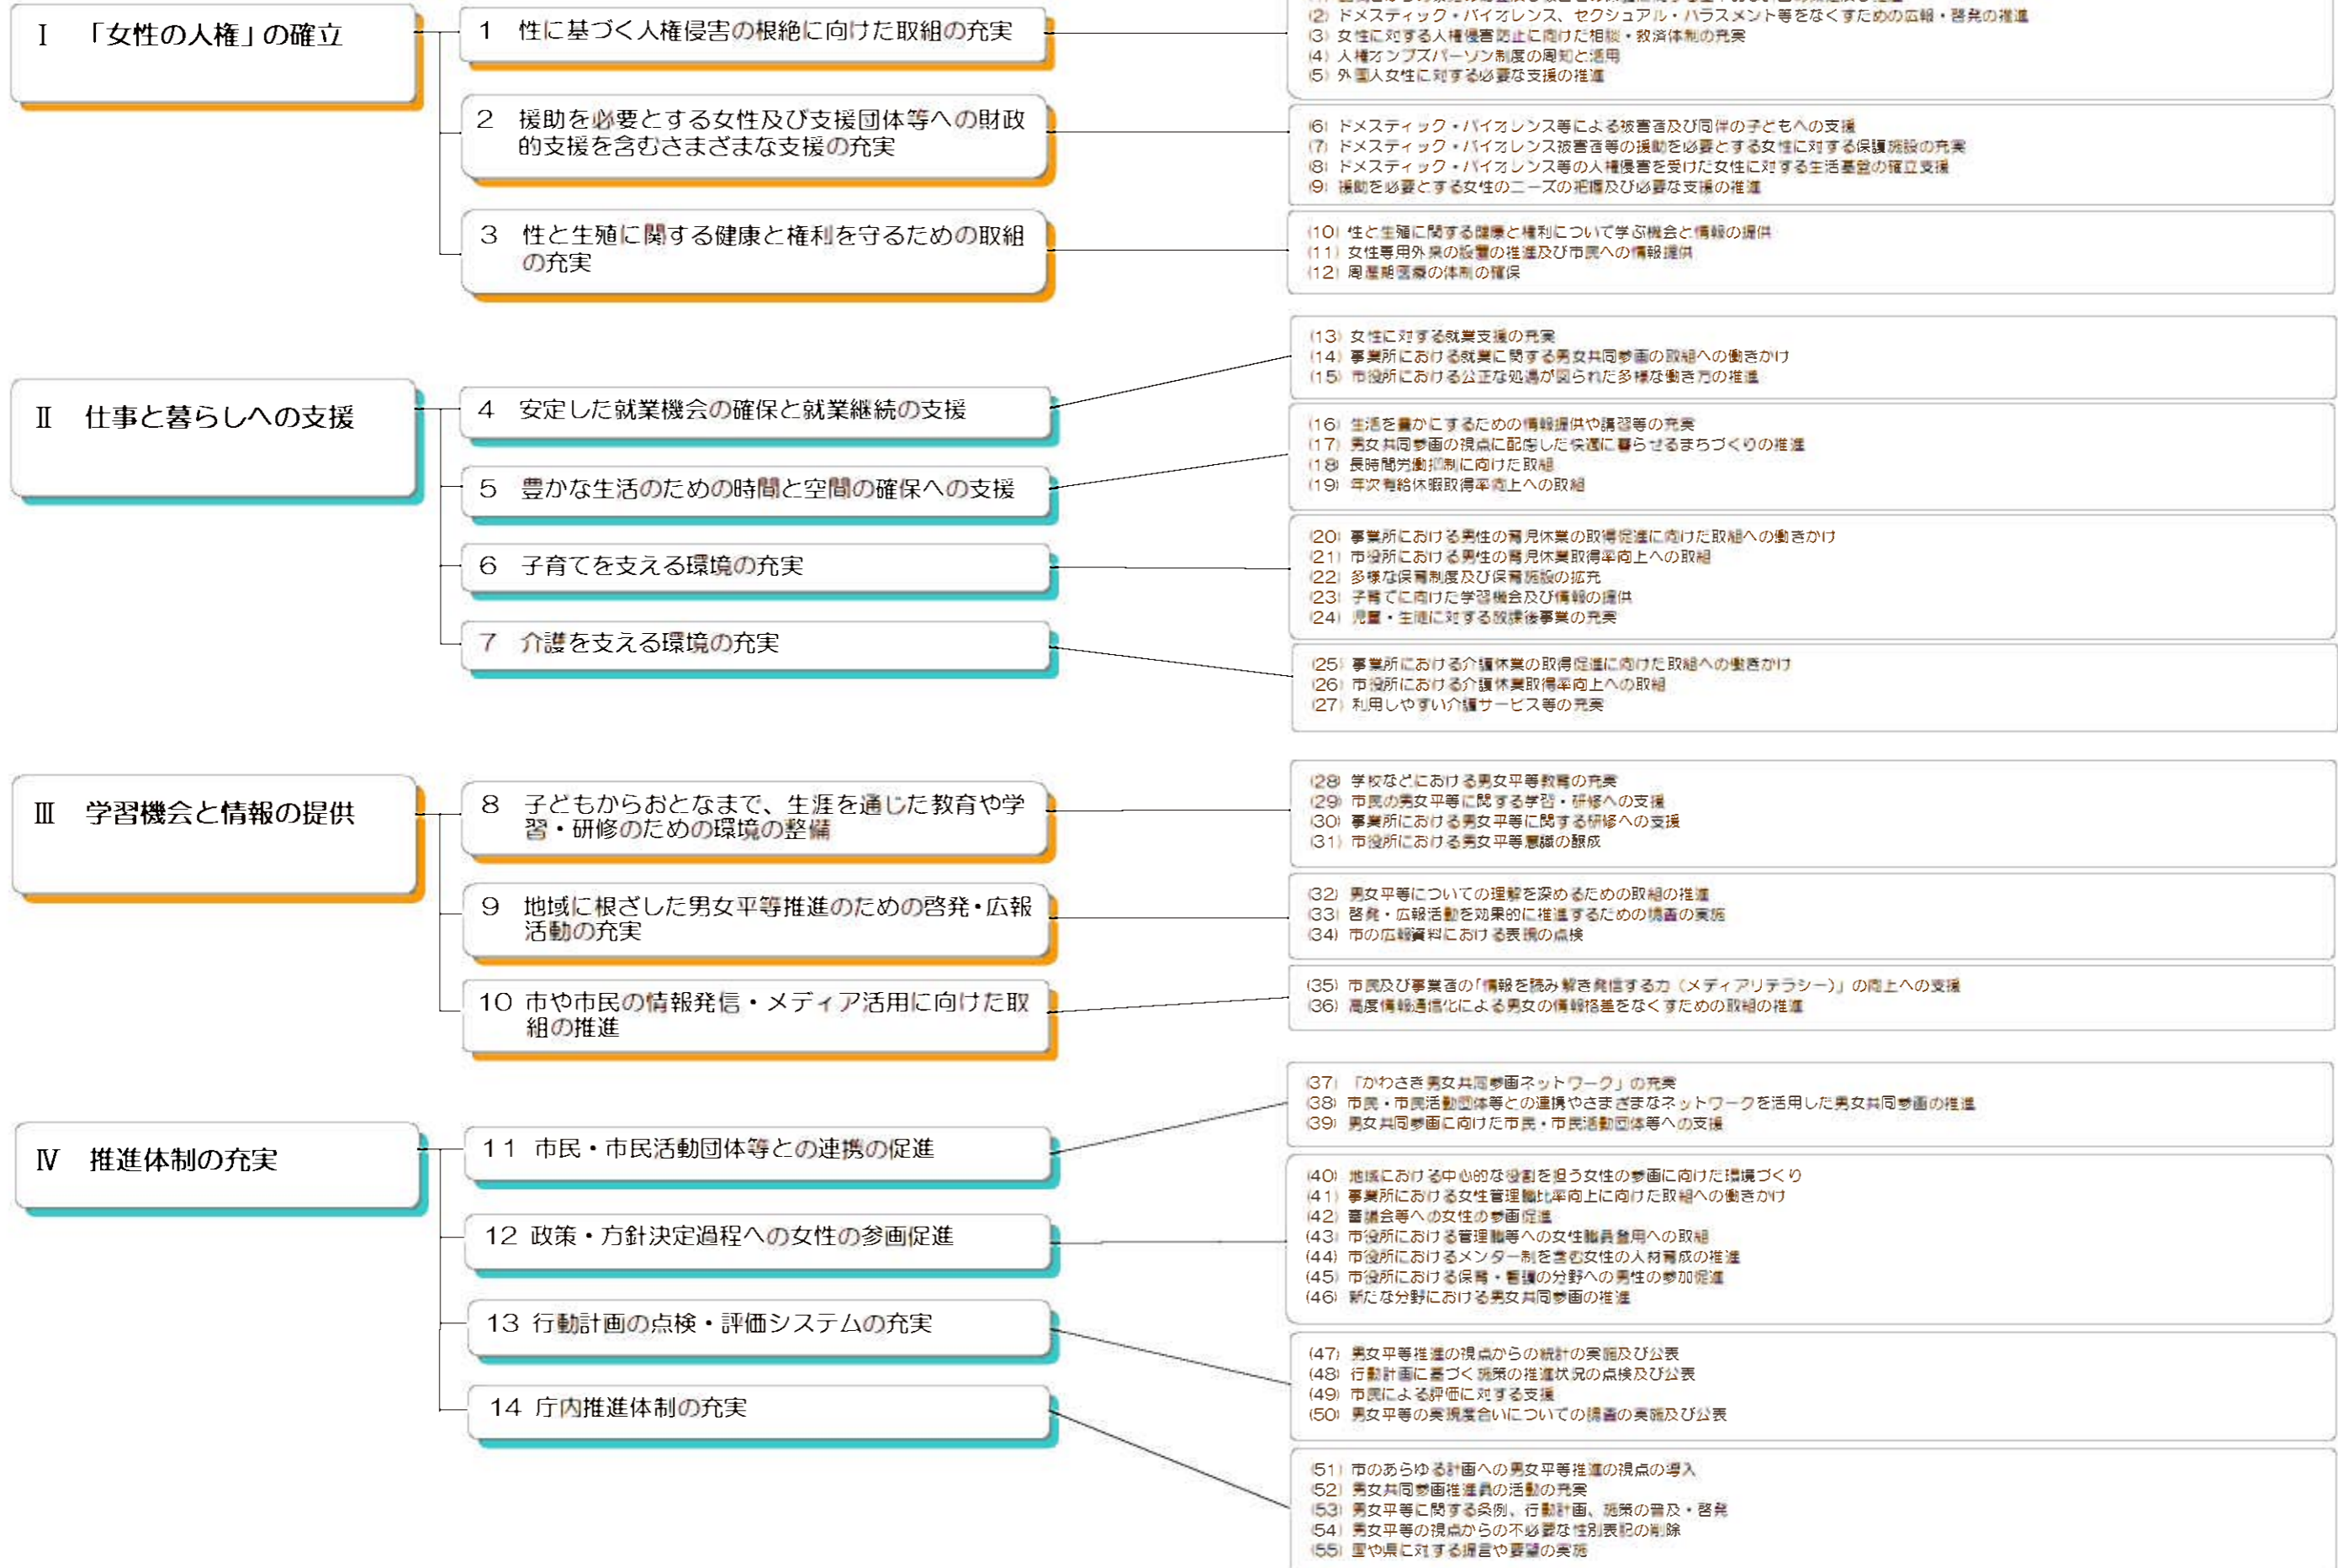 Ⅰ 「女性の人権」の確立
1 性に基づく人権侵害の根絶に向けた取組の充実
(2) ドメスティック・バイオレンス、セクシュアル・ハラスメント等をなくすための広報・啓発の推進
(3) 女性に対する人権侵害防止に向けた相談・救済体制の充実
(4) 人権オンブズパーソン制度の周知と活用
(5) 外国人女性に対する必要な支援の推進
2 援助を必要とする女性及び支援団体等への財政
的支援を含むさまざまな支援の充実
(6) ドメスティック・バイオレンス等による被害者及び同伴の子どもへの支援
(7) ドメスティック・バイオレンス被害者等の援助を必要とする女性に対する保護施設の充実
(8) ドメスティック・バイオレンス等の人権侵害を受けた女性に対する生活基盤の確立支援
(9) 援助を必要とする女性のニーズの把握及び必要な支援の推進
3 性と生殖に関する健康と権利を守るための取組
の充実
(10) 性と生殖に関する健康と権利について学ぶ機会と情報の提供
(11) 女性専用外来の設置の推進及び市民への情報提供
(12) 周産期医療の体制の確保
Ⅱ 仕事と暮らしへの支援
4 安定した就業機会の確保と就業継続の支援
(13) 女性に対する就業支援の充実
(14) 事業所における就業に関する男女共同参画の取組への働きかけ
(15) 市役所における公正な処遇が図られた多様な働き方の推進
5 豊かな生活のための時間と空間の確保への支援
(16) 生活を豊かにするための情報提供や講習等の充実
(17) 男女共同参画の視点に配慮した快適に暮らせるまちづくりの推進
(18) 長時間労働抑制に向けた取組
(19) 年次有給休暇取得率向上への取組
6 子育てを支える環境の充実
(20) 事業所における男性の育児休業の取得促進に向けた取組への働きかけ
(21) 市役所における男性の育児休業取得率向上への取組
(22) 多様な保育制度及び保育施設の拡充
(23) 子育てに向けた学習機会及び情報の提供
(24) 児童・生徒に対する放課後事業の充実
7 介護を支える環境の充実
(25) 事業所における介護休業の取得促進に向けた取組への働きかけ
(26) 市役所における介護休業取得率向上への取組
(27) 利用しやすい介護サービス等の充実
Ⅲ 学習機会と情報の提供
8 子どもからおとなまで、生涯を通じた教育や学
習・研修のための環境の整備
(28) 学校などにおける男女平等教育の充実
(29) 市民の男女平等に関する学習・研修への支援
(30) 事業所における男女平等に関する研修への支援
(31) 市役所における男女平等意識の醸成
9 地域に根ざした男女平等推進のための啓発・広報
活動の充実
(32) 男女平等についての理解を深めるための取組の推進
(33) 啓発・広報活動を効果的に推進するための調査の実施
(34) 市の広報資料における表現の点検
10 市や市民の情報発信・メディア活用に向けた取
組の推進
(35) 市民及び事業者の「情報を読み解き発信する力（メディアリテラシー）」の向上への支援
(36) 高度情報通信化による男女の情報格差をなくすための取組の推進
Ⅳ 推進体制の充実
11 市民・市民活動団体等との連携の促進
(37) 「かわさき男女共同参画ネットワーク」の充実
(38) 市民・市民活動団体等との連携やさまざまなネットワークを活用した男女共同参画の推進
(39) 男女共同参画に向けた市民・市民活動団体等への支援
12 政策・方針決定過程への女性の参画促進
(40) 地域における中心的な役割を担う女性の参画に向けた環境づくり
(41) 事業所における女性管理職比率向上に向けた取組への働きかけ
(42) 審議会等への女性の参画促進
(43) 市役所における管理職等への女性職員登用への取組
(44) 市役所におけるメンター制を含む女性の人材育成の推進
(45) 市役所における保育・看護の分野への男性の参加促進
(46) 新たな分野における男女共同参画の推進
13 行動計画の点検・評価システムの充実
(47) 男女平等推進の視点からの統計の実施及び公表
(48) 行動計画に基づく施策の推進状況の点検及び公表
(49) 市民による評価に対する支援
(50) 男女平等の実現度合いについての調査の実施及び公表
14 庁内推進体制の充実
(51) 市のあらゆる計画への男女平等推進の視点の導入
(52) 男女共同参画推進員の活動の充実
(53) 男女平等に関する条例、行動計画、施策の普及・啓発
(54) 男女平等の視点からの不必要な性別表記の削除
(55) 国や県に対する提言や要望の実施